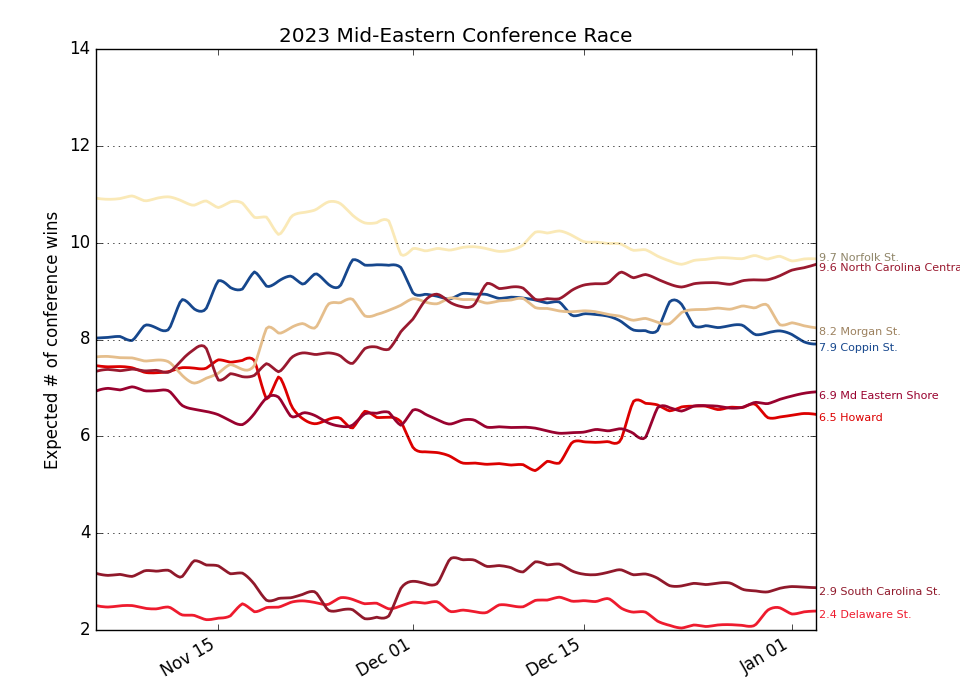 2023 Mid-Eastern Conference Race
Expected # of conference wins
14
12
10
8
6
4
2
9.7 Norfolk St.
9.6 North Carolina Centra
8.2 Morgan St.
7.9 Coppin St.
6.9 Md Eastern Shore
6.5 Howard
2.9 South Carolina St.
2.4 Delaware St.
Nov 15
Dec 01
Dec 15
Jan 01